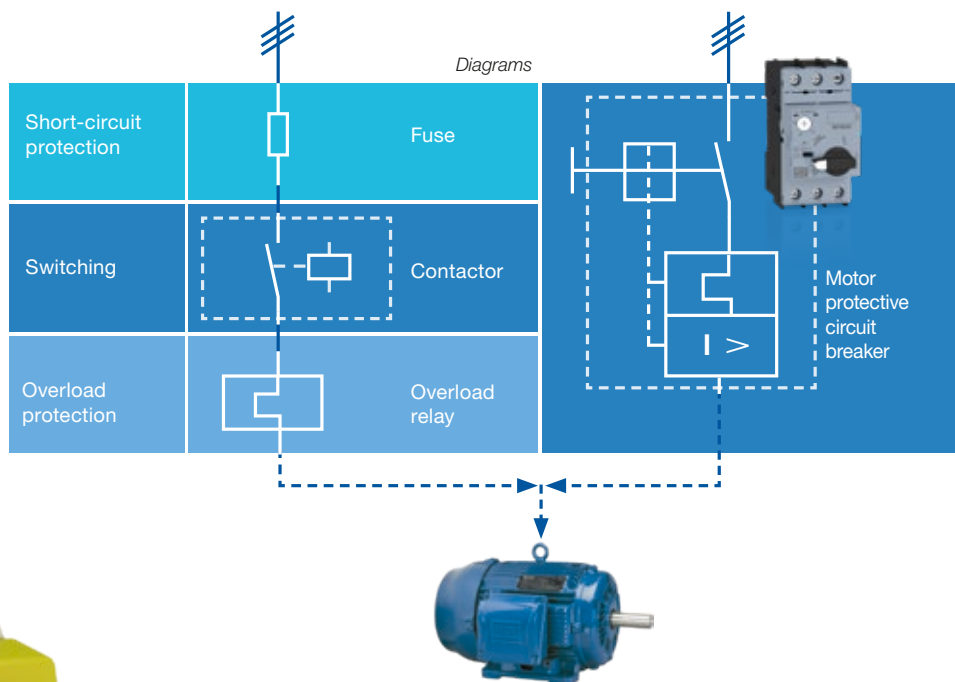 Diagrams
Short-circuit
protection
Fuse
Switching
Contactor
Overload
protection
Overload
relay
Motor
protective
circuit
breaker
I >